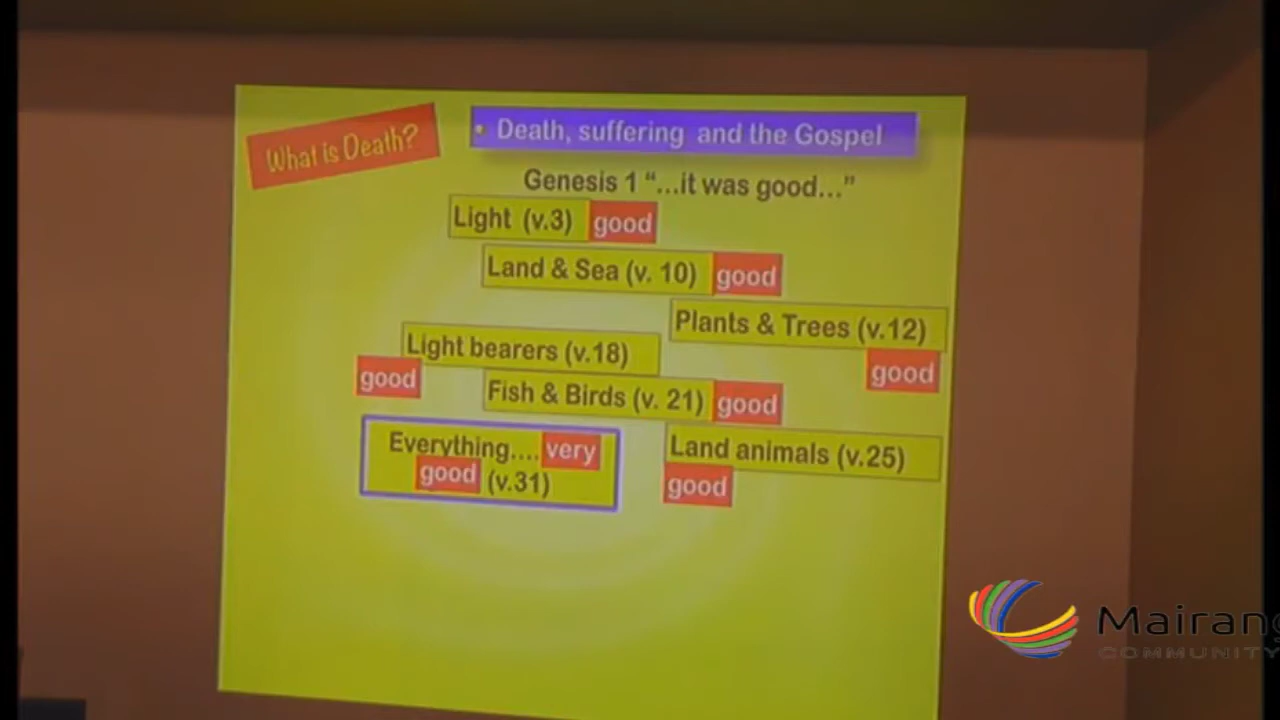 What is Death?
• Death, suffering and the Gospel
Genesis 1 “...it was good...”
Light (v.3) good
Land & Sea (v. 10) good
Plants & Trees (v.12)
good
Light bearers (v.18)
good
Fish & Birds (v. 21) good
Everything.... very
good (v.31)
Land animals (v.25)
good
Mairang
COMMUNITY